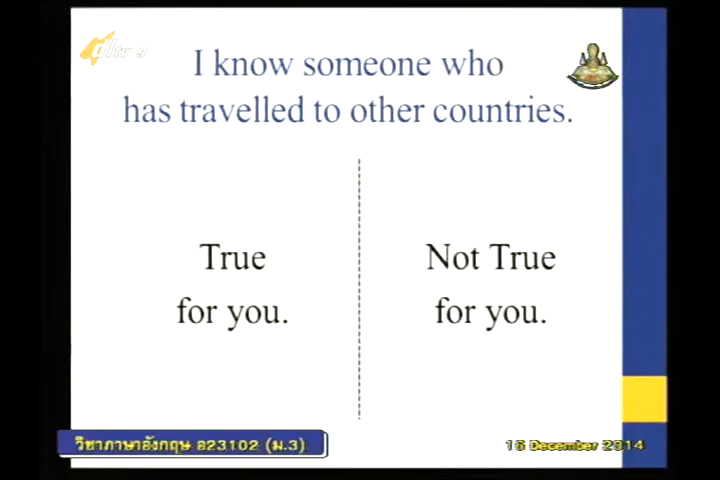 I know someone who
has travelled to other countries.
True
for you.
Not True
for you.
วิชาภาษาอังกฤษ อ23102 (ม.3)
15 December 2014